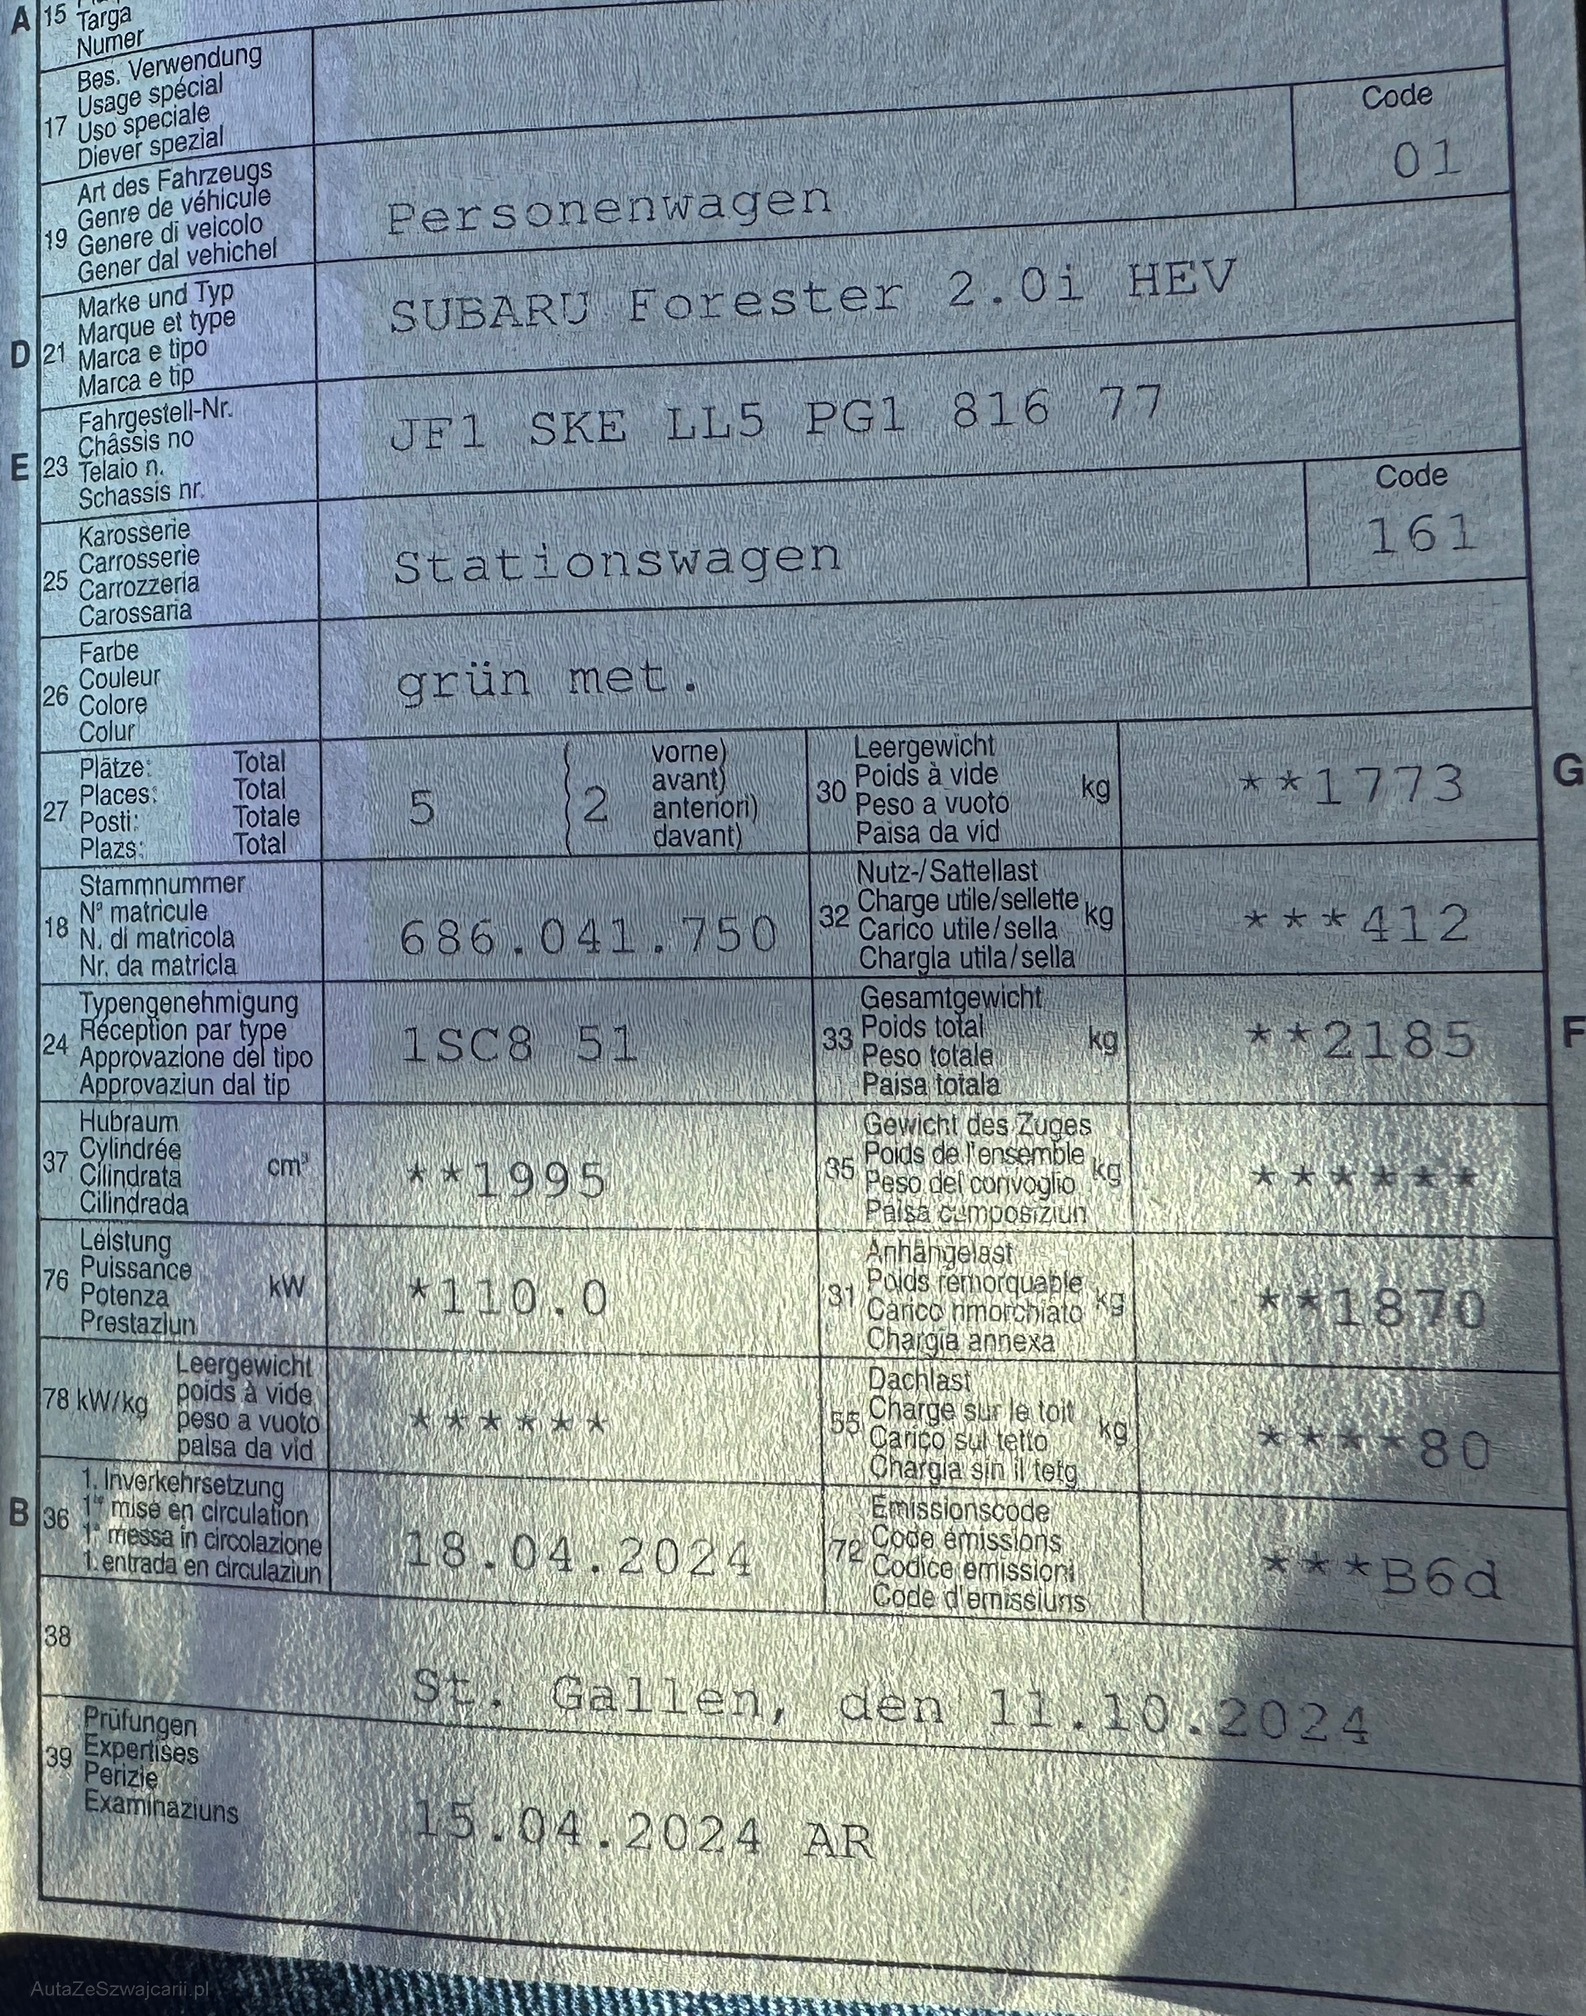 A 15 Targa
Numer
17 Bes. Verwendung
Usage spécial
Uso speciale
Diever spezial
19 Art des Fahrzeugs
Genre de véhicule
Genere di veicolo
Gener dal vehichel
Personenwagen
Code
01
D 21 Marke und Typ
Marque et type
Marca e tipo
Marca e tip
SUBARU Forester 2.0i HEV
E 23 Fahrgestell-Nr.
Châssis no
Telaio n.
Schassis nr.
JF1 SKE LL5 PG1 816 77
25 Karosserie
Carrosserie
Carrozzeria
Carossaria
Stationswagen
Code
161
26 Farbe
Couleur
Colore
Colur
grün met.
27 Plätze: Total
Places: Total
Posti: Totale
Plazs: Total
5 ( 2 vorne)
avant)
anteriori)
davant)
30 Leergewicht
Poids à vide
Peso a vuoto
Paisa da vid
kg
**1773
G
18 Stammnummer
N° matricule
N. di matricola
Nr. da matricla
686.041.750
32 Nutz-/Sattellast
Charge utile/sellette
Carico utile/sella
Chargia utila/sella
kg
***412
24 Typengenehmigung
Réception par type
Approvazione del tipo
Approvaziun dal tip
1SC8 51
33 Gesamtgewicht
Poids total
Peso totale
Paisa totala
kg
**2185
F
37 Hubraum
Cylindrée
Cilindrata
Cilindrada
cm³
**1995
35 Gewicht des Zuges
Poids de l'ensemble
Peso del convoglio
Paisa cumposiziun
kg
******
76 Leistung
Puissance
Potenza
Prestaziun
kW
*110.0
31 Anhängelast
Poids remorquable
Carico rimorchiato
Chargia annexa
kg
**1870
78 kW/kg Leergewicht
poids à vide
peso a vuoto
paisa da vid
******
55 Dachlast
Charge sur le toit
Carico sul tetto
Chargia sin il tetg
kg
****80
B 36 1. Inverkehrsetzung
1re mise en circulation
1a messa in circolazione
1. entrada en circulaziun
18.04.2024
72 Emissionscode
Code émissions
Codice emissioni
Code d'emissiuns
***B6d
38
St. Gallen, den 11.10.2024
39 Prüfungen
Expertises
Perizie
Examinaziuns
15.04.2024 AR
AutaZeSzwajcarii.pl